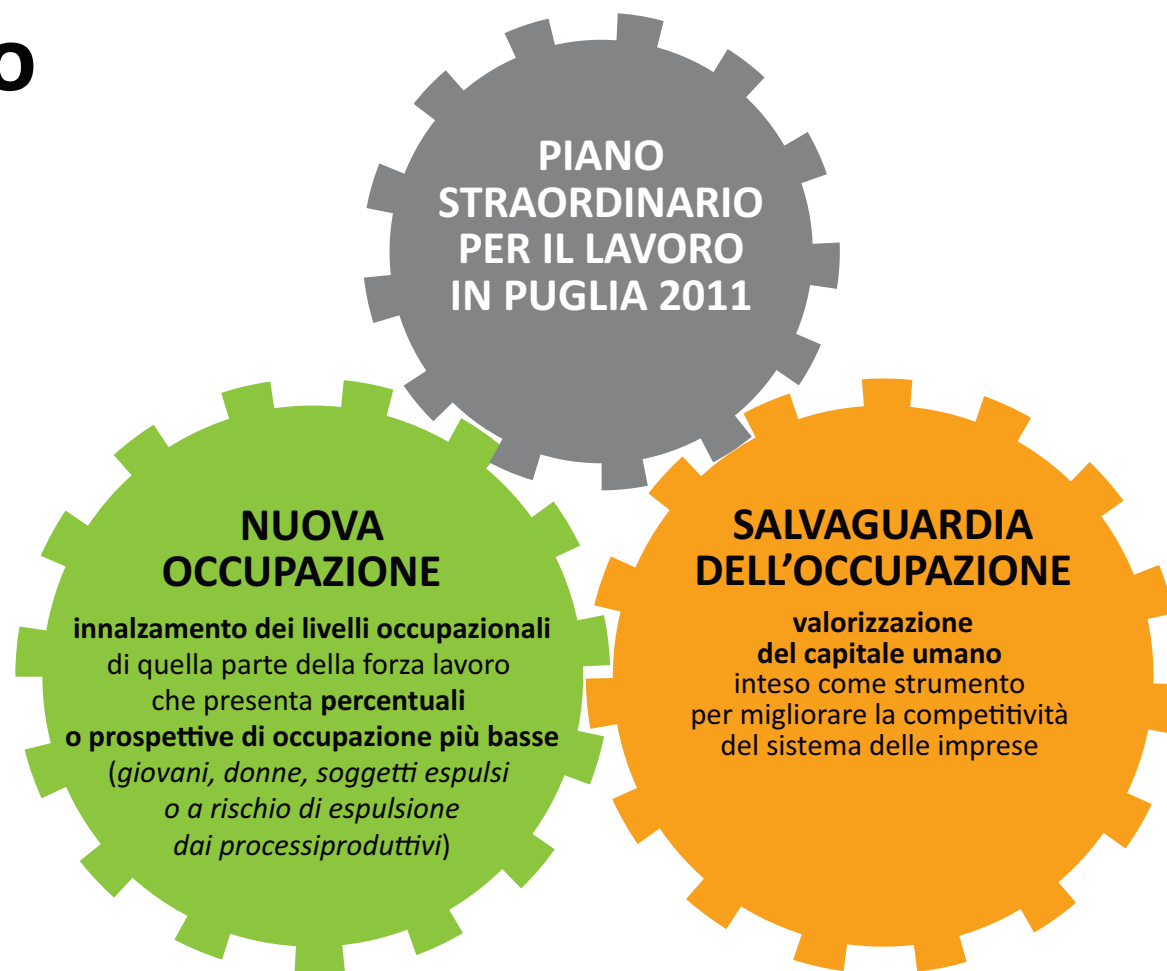 o
PIANO
STRAORDINARIO
PER IL LAVORO
IN PUGLIA 2011
NUOVA
OCCUPAZIONE
innalzamento dei livelli occupazionali
di quella parte della forza lavoro
che presenta percentuali
o prospettive di occupazione più basse
(giovani, donne, soggetti espulsi
o a rischio di espulsione
dai processiproduttivi)
SALVAGUARDIA
DELL’OCCUPAZIONE
valorizzazione
del capitale umano
inteso come strumento
per migliorare la competitività
del sistema delle imprese